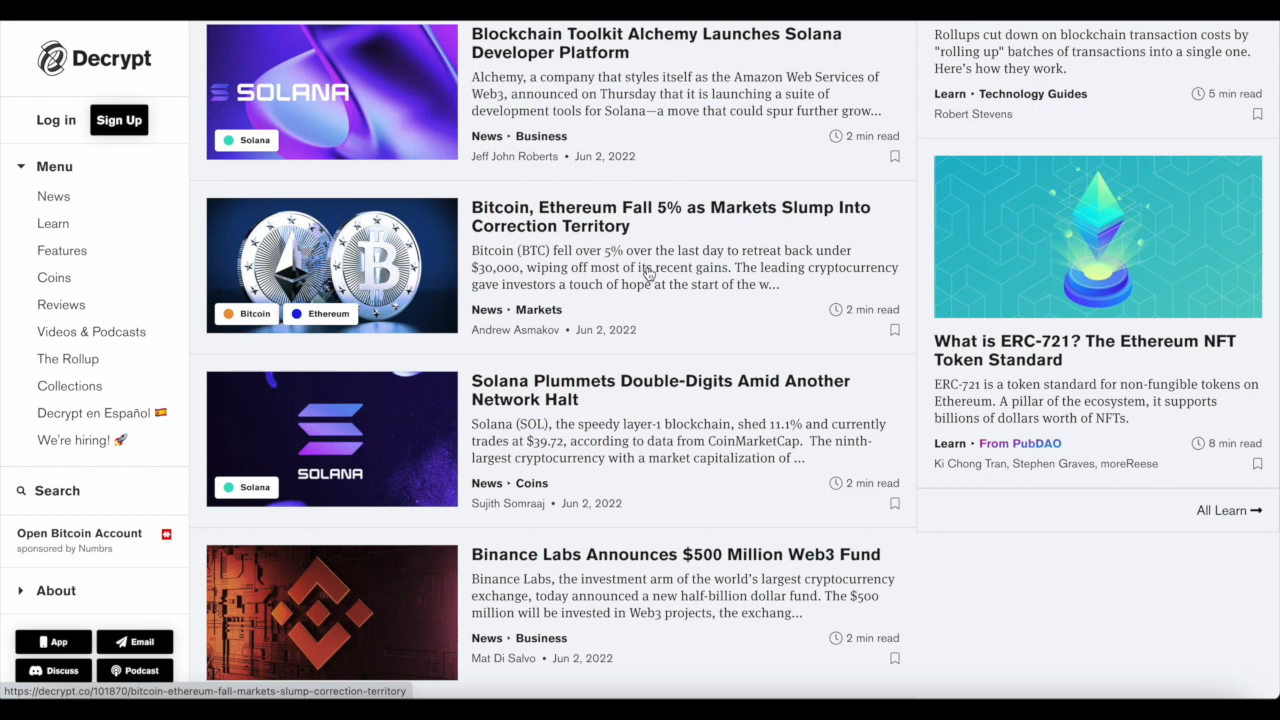 Decrypt
Log in
Sign Up
Menu
News
Learn
Features
Coins
Reviews
Videos & Podcasts
The Rollup
Collections
Decrypt en Español 🇪🇸
We're hiring! 🚀
Search
Open Bitcoin Account
sponsored by Numbrs
About
App
Email
Discuss
Podcast
SOLANA
Solana
Blockchain Toolkit Alchemy Launches Solana
Developer Platform
Alchemy, a company that styles itself as the Amazon Web Services of
Web3, announced on Thursday that it is launching a suite of
development tools for Solana—a move that could spur further grow...
News • Business
2 min read
Jeff John Roberts • Jun 2, 2022
Bitcoin
Ethereum
Bitcoin, Ethereum Fall 5% as Markets Slump Into
Correction Territory
Bitcoin (BTC) fell over 5% over the last day to retreat back under
$30,000, wiping off most of its recent gains. The leading cryptocurrency
gave investors a touch of hope at the start of the w...
News • Markets
2 min read
Andrew Asmakov • Jun 2, 2022
SOLANA
Solana
Solana Plummets Double-Digits Amid Another
Network Halt
Solana (SOL), the speedy layer-1 blockchain, shed 11.1% and currently
trades at $39.72, according to data from CoinMarketCap. The ninth-
largest cryptocurrency with a market capitalization of ...
News • Coins
2 min read
Sujith Somraaj • Jun 2, 2022
Binance Labs Announces $500 Million Web3 Fund
Binance Labs, the investment arm of the world's largest cryptocurrency
exchange, today announced a new half-billion dollar fund. The $500
million will be invested in Web3 projects, the exchang...
News • Business
2 min read
Mat Di Salvo • Jun 2, 2022
Rollups cut down on blockchain transaction costs by
"rolling up" batches of transactions into a single one.
Here's how they work.
Learn • Technology Guides
5 min read
Robert Stevens
What is ERC-721? The Ethereum NFT
Token Standard
ERC-721 is a token standard for non-fungible tokens on
Ethereum. A pillar of the ecosystem, it supports
billions of dollars worth of NFTs.
Learn • From PubDAO
8 min read
Ki Chong Tran, Stephen Graves, moreReese
All Learn →
https://decrypt.co/101870/bitcoin-ethereum-fall-markets-slump-correction-territory